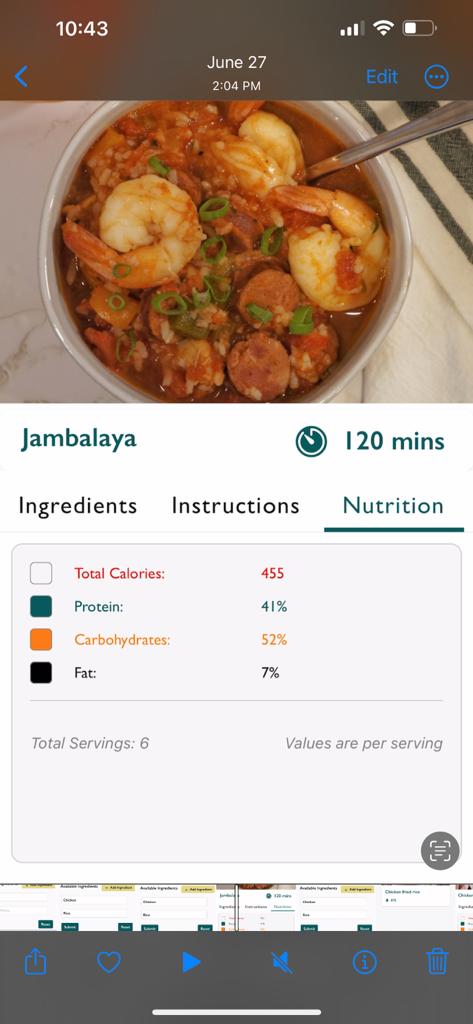 10:43
June 27
2:04 PM
Edit
Jambalaya
120 mins
Ingredients Instructions Nutrition
Total Calories: 455
Protein: 41%
Carbohydrates: 52%
Fat: 7%
Total Servings: 6 Values are per serving